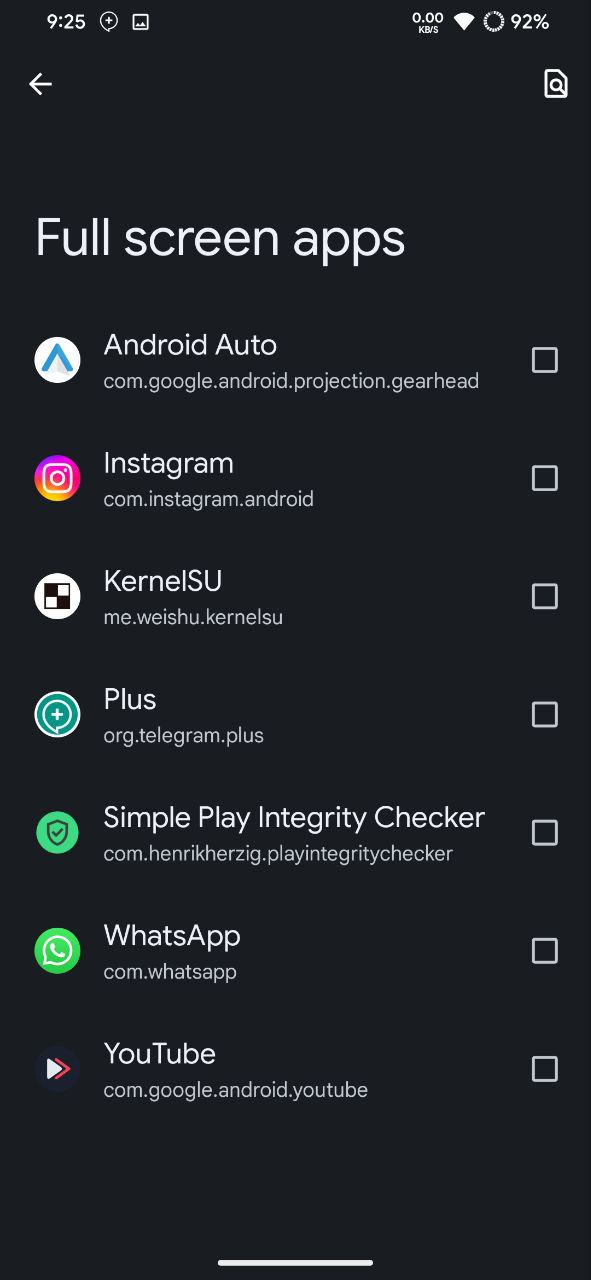 9:25
0.00
KB/S
92%
Full screen apps
Android Auto
com.google.android.projection.gearhead
Instagram
com.instagram.android
KernelSU
me.weishu.kernelsu
Plus
org.telegram.plus
Simple Play Integrity Checker
com.henrikherzig.playintegritychecker
WhatsApp
com.whatsapp
YouTube
com.google.android.youtube